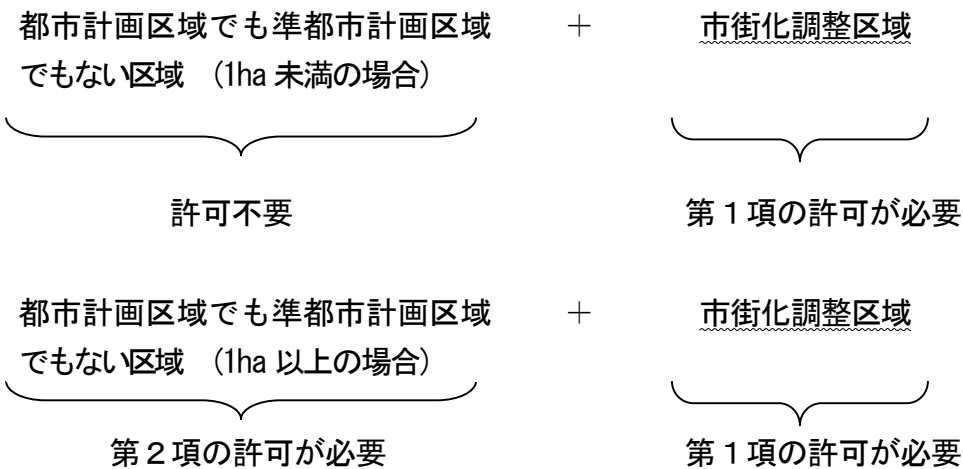 都市計画区域でも準都市計画区域 + 市街化調整区域
でもない区域 (1ha 未満の場合)
許可不要 第1項の許可が必要
都市計画区域でも準都市計画区域 + 市街化調整区域
でもない区域 (1ha 以上の場合)
第2項の許可が必要 第1項の許可が必要